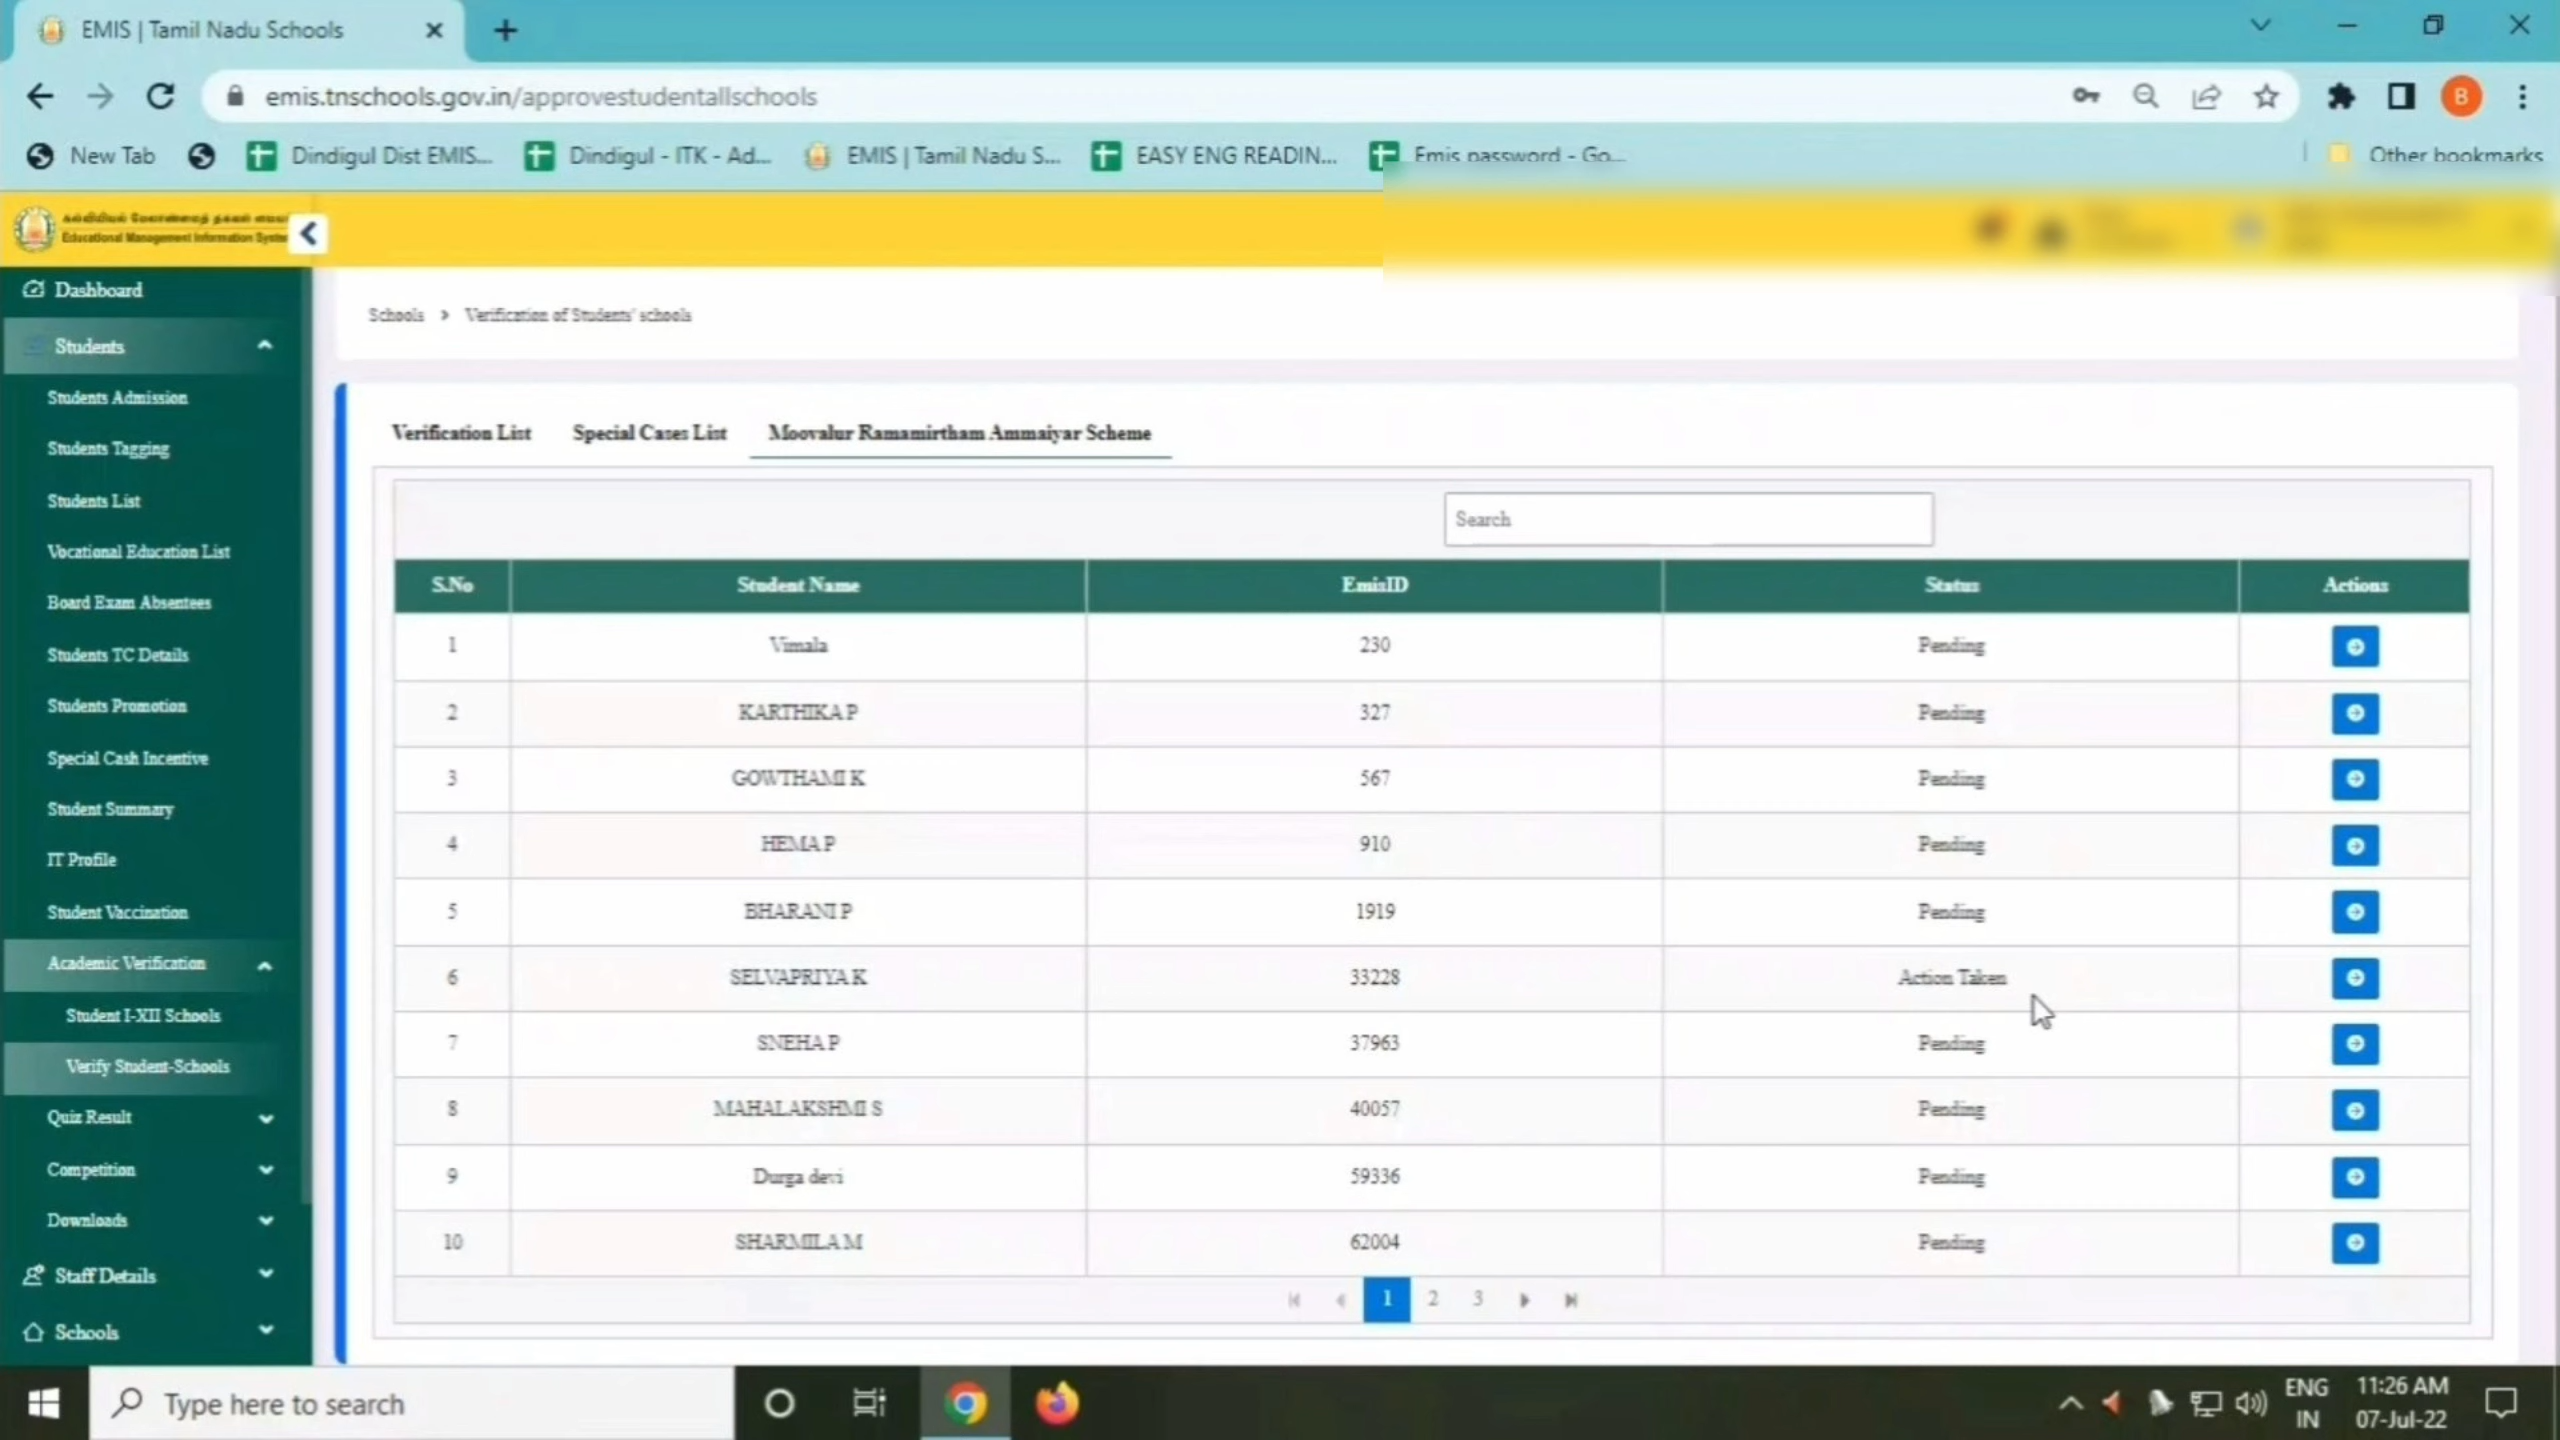 EMIS | Tamil Nadu Schools
emis.tnschools.gov.in/approvestudentallschools
B
New Tab
Dindigul Dist EMIS...
Dindigul - ITK - Ad...
EMIS | Tamil Nadu S...
EASY ENG READIN...
Emis password - Go...
Other bookmarks
Educational Management Information Syste
Dashboard
Students
Students Admission
Students Tagging
Students List
Vocational Education List
Board Exam Absentees
Students TC Details
Students Promotion
Special Cash Incentive
Student Summary
IT Profile
Student Vaccination
Academic Verification
Student I-XII Schools
Verify Student-Schools
Quiz Result
Competition
Downloads
Staff Details
Schools
Schools > Verification of Students' schools
Verification List Special Cases List Moovalur Ramamirtham Ammaiyar Scheme
Search
S.No Student Name EmisID Status Actions
1 Vimala 230 Pending
2 KARTHIKA P 327 Pending
3 GOWTHAMI K 567 Pending
4 HEMA P 910 Pending
5 BHARANI P 1919 Pending
6 SELVAPRIYA K 33228 Action Taken
7 SNEHA P 37963 Pending
8 MAHALAKSHMI S 40057 Pending
9 Durga devi 59336 Pending
10 SHARMILA M 62004 Pending
1 2 3
Type here to search
ENG
IN
11:26 AM
07-Jul-22